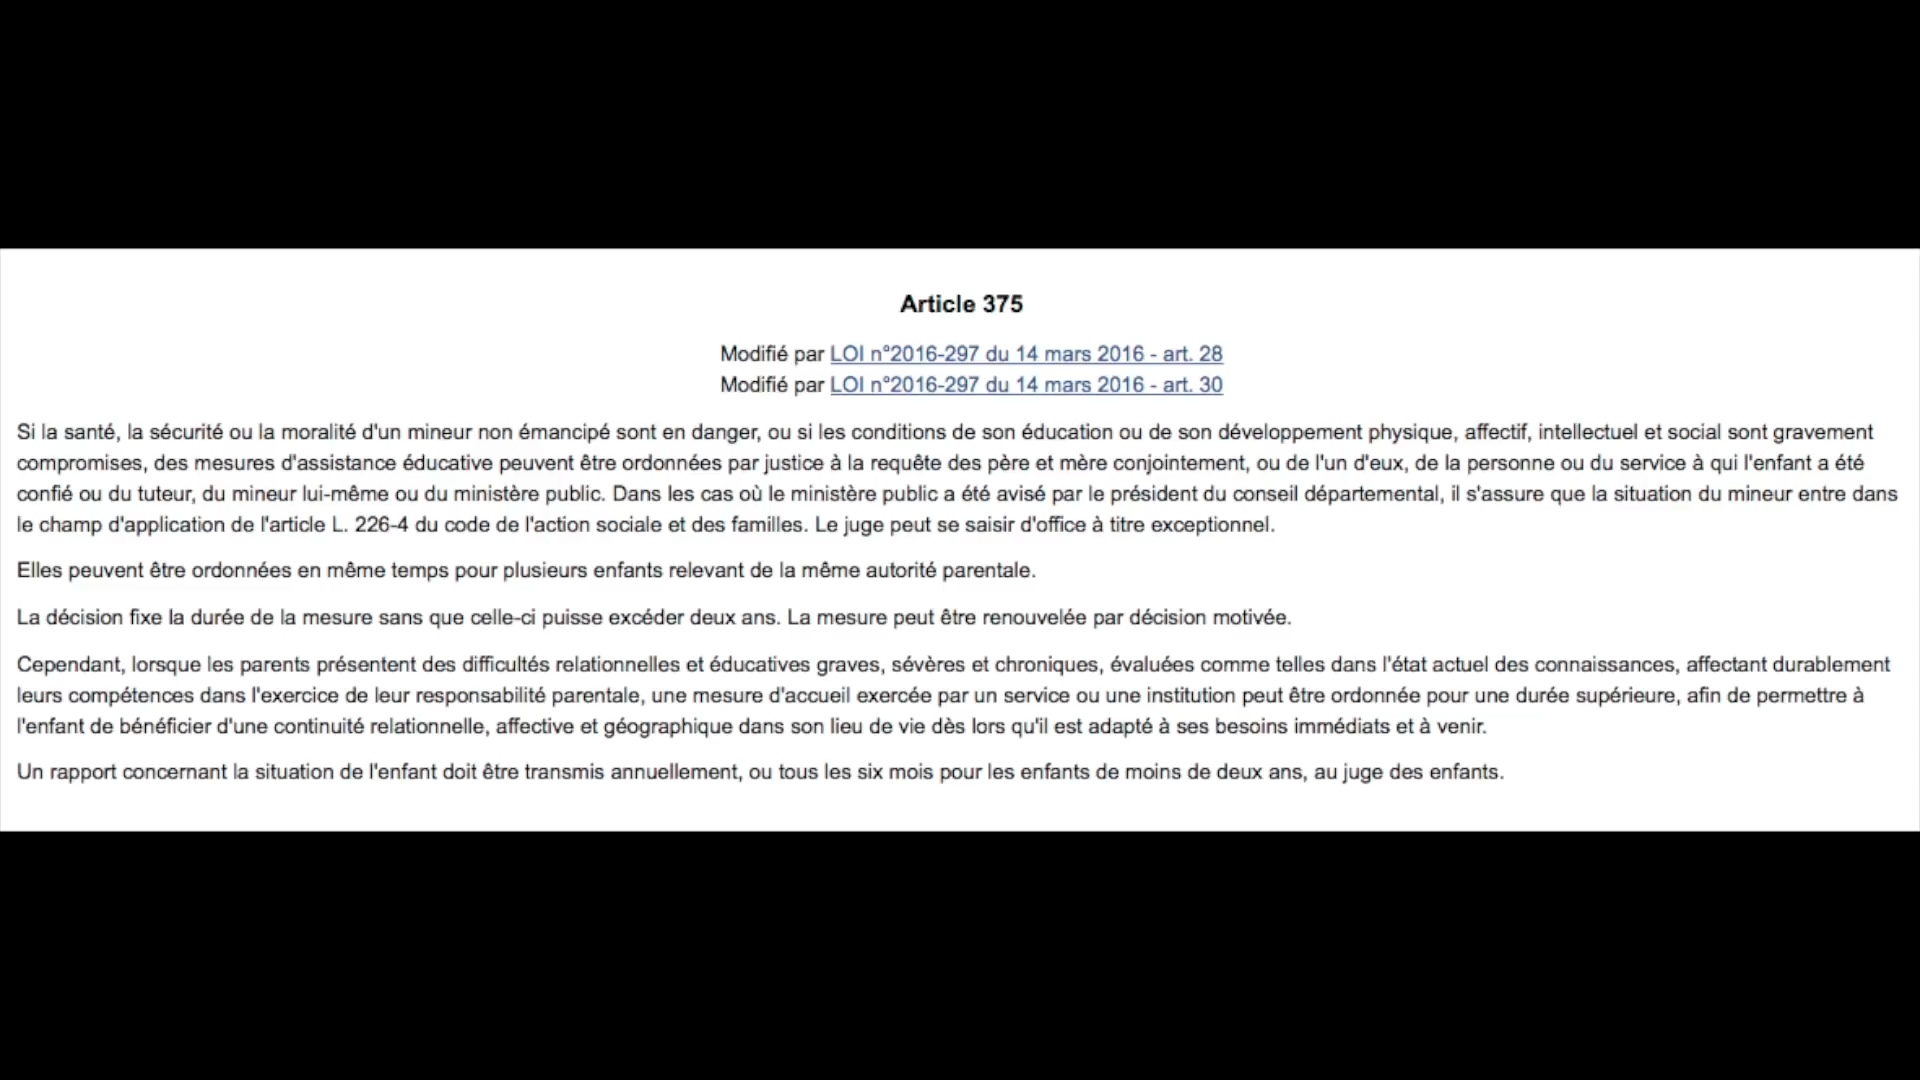 Article 375
Modifié par LOI n°2016-297 du 14 mars 2016 - art. 28
Modifié par LOI n°2016-297 du 14 mars 2016 - art. 30
Si la santé, la sécurité ou la moralité d'un mineur non émancipé sont en danger, ou si les conditions de son éducation ou de son développement physique, affectif, intellectuel et social sont gravement
compromises, des mesures d'assistance éducative peuvent être ordonnées par justice à la requête des père et mère conjointement, ou de l'un d'eux, de la personne ou du service à qui l'enfant a été
confié ou du tuteur, du mineur lui-même ou du ministère public. Dans les cas où le ministère public a été avisé par le président du conseil départemental, il s'assure que la situation du mineur entre dans
le champ d'application de l'article L. 226-4 du code de l'action sociale et des familles. Le juge peut se saisir d'office à titre exceptionnel.
Elles peuvent être ordonnées en même temps pour plusieurs enfants relevant de la même autorité parentale.
La décision fixe la durée de la mesure sans que celle-ci puisse excéder deux ans. La mesure peut être renouvelée par décision motivée.
Cependant, lorsque les parents présentent des difficultés relationnelles et éducatives graves, sévères et chroniques, évaluées comme telles dans l'état actuel des connaissances, affectant durablement
leurs compétences dans l'exercice de leur responsabilité parentale, une mesure d'accueil exercée par un service ou une institution peut être ordonnée pour une durée supérieure, afin de permettre à
l'enfant de bénéficier d'une continuité relationnelle, affective et géographique dans son lieu de vie dès lors qu'il est adapté à ses besoins immédiats et à venir.
Un rapport concernant la situation de l'enfant doit être transmis annuellement, ou tous les six mois pour les enfants de moins de deux ans, au juge des enfants.